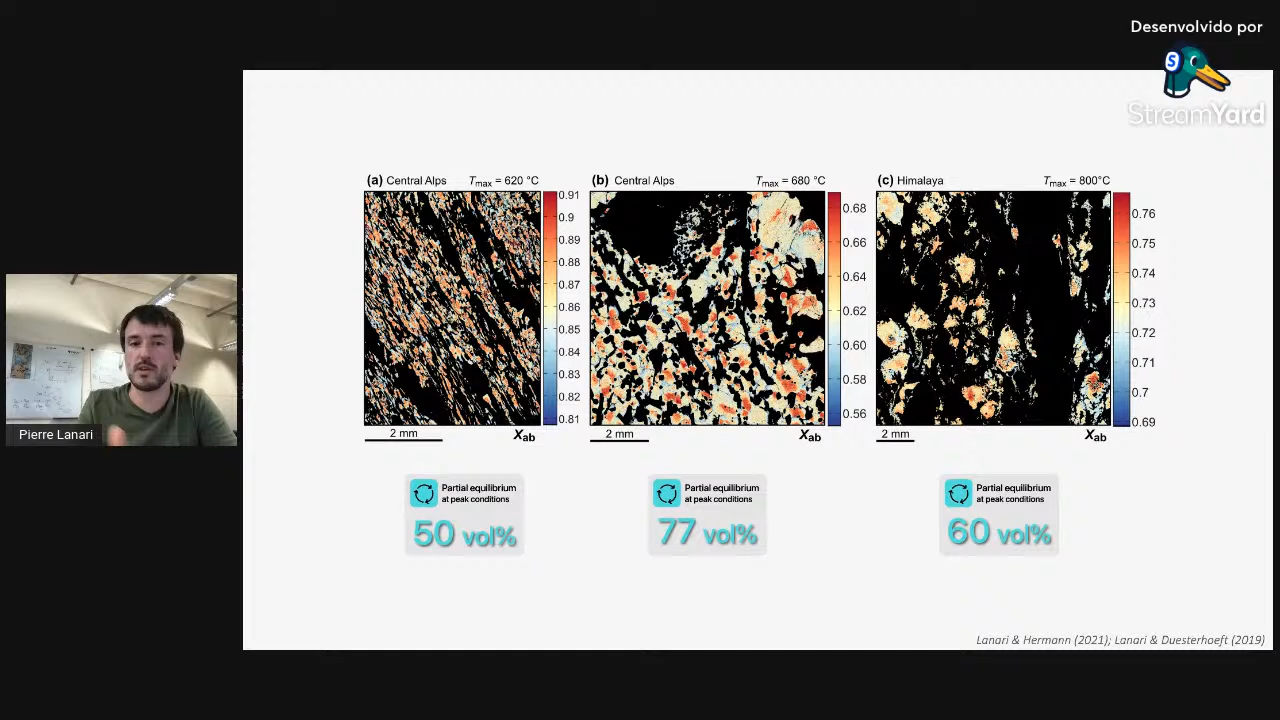 Desenvolvido por
S
StreamYard
(a) Central Alps Tmax = 620 °C
0.91
0.9
0.89
0.88
0.87
0.86
0.85
0.84
0.83
0.82
0.81
2 mm
Xab
(b) Central Alps Tmax = 680 °C
0.68
0.66
0.64
0.62
0.60
0.58
0.56
2 mm
Xab
(c) Himalaya Tmax = 800°C
0.76
0.75
0.74
0.73
0.72
0.71
0.7
0.69
2 mm
Xab
Partial equilibrium
at peak conditions
50 vol%
Partial equilibrium
at peak conditions
77 vol%
Partial equilibrium
at peak conditions
60 vol%
Pierre Lanari
Lanari & Hermann (2021); Lanari & Duesterhoeft (2019)